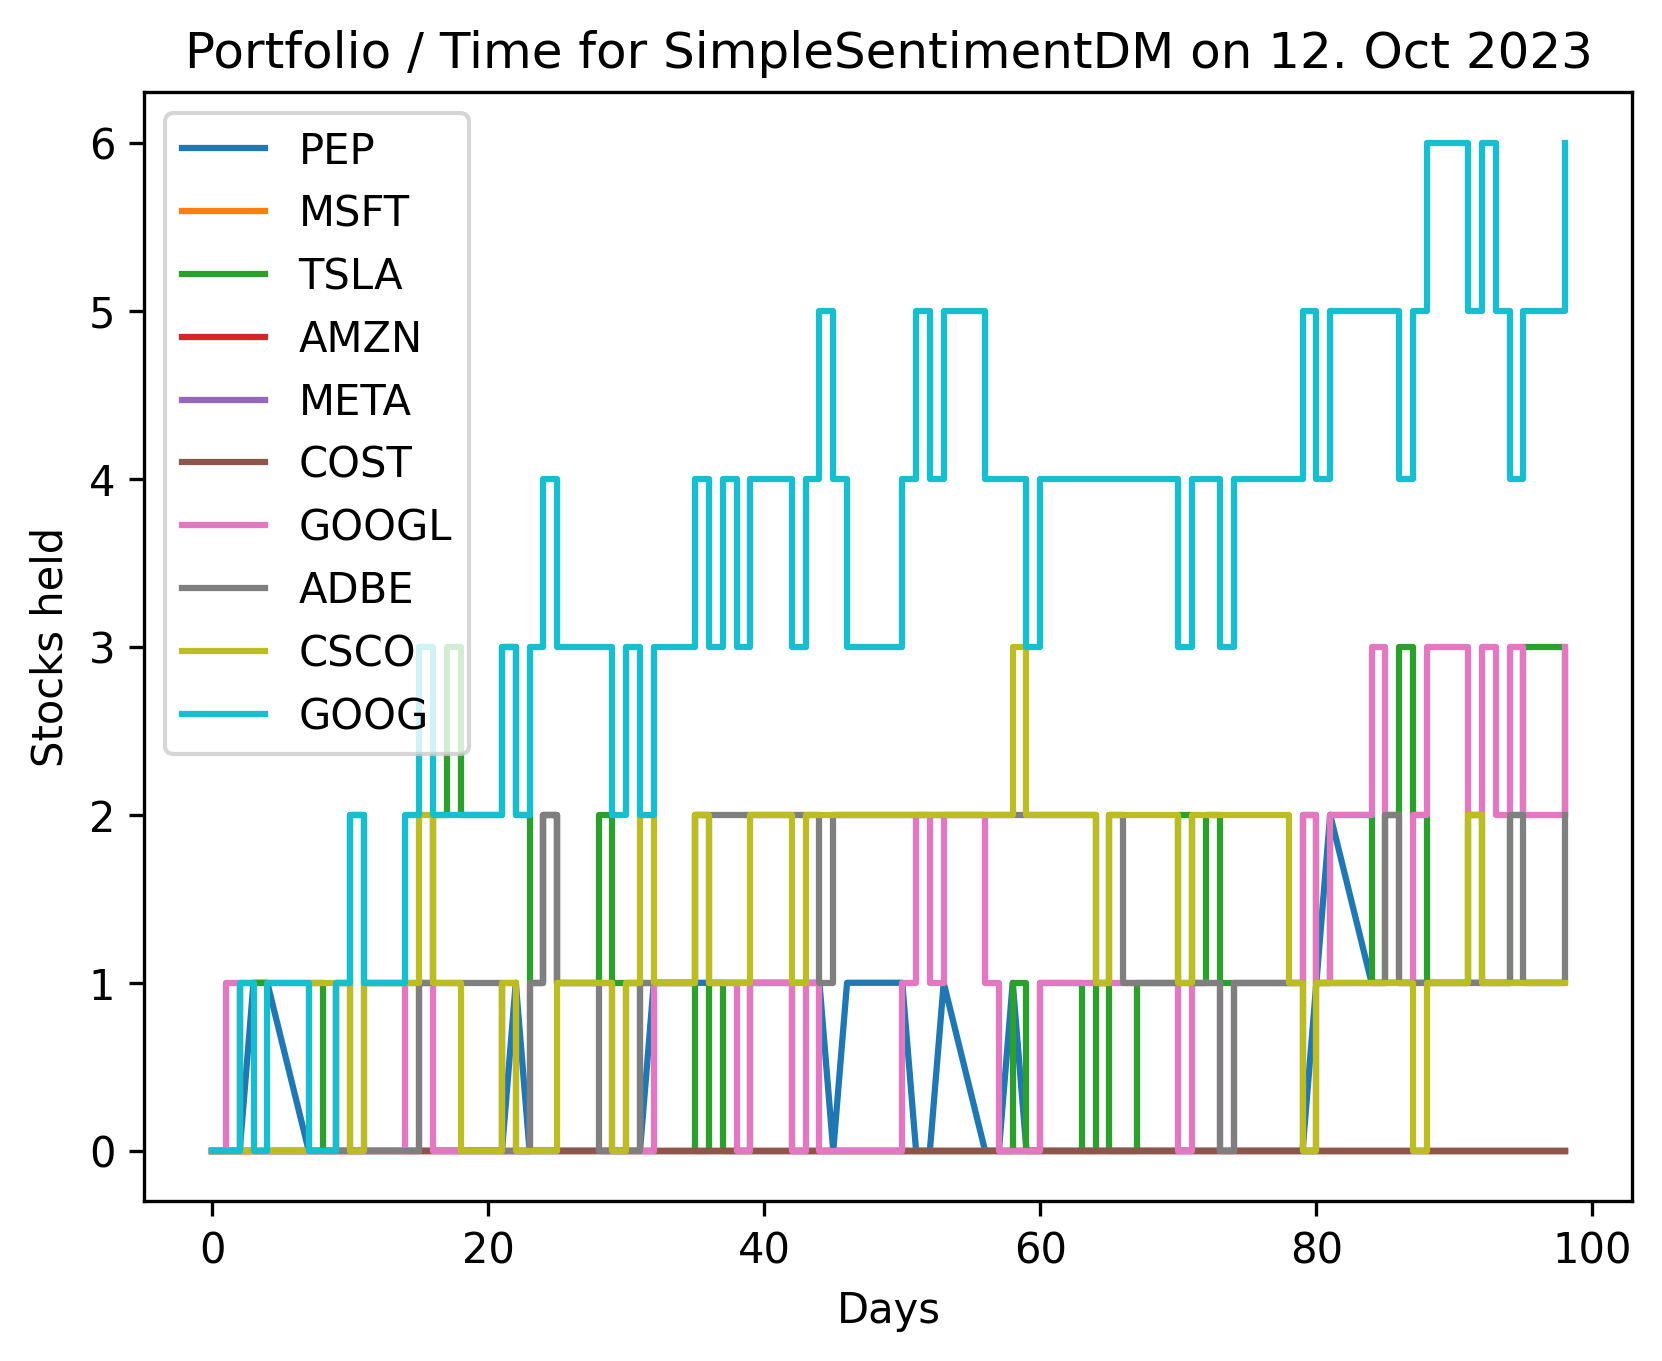 Portfolio / Time for SimpleSentimentDM on 12. Oct 2023
PEP
MSFT
TSLA
AMZN
META
COST
GOOGL
ADBE
CSCO
GOOG
6
5
4
3
2
1
0
Stocks held
0 20 40 60 80 100
Days